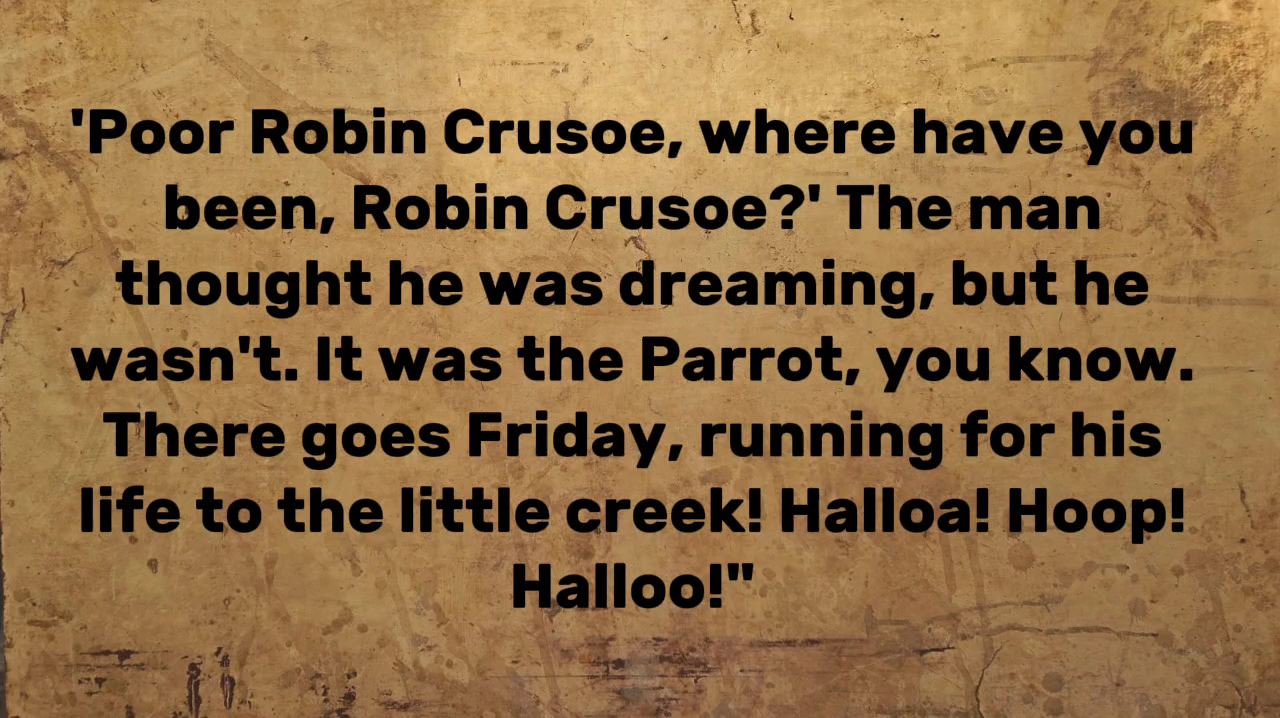 'Poor Robin Crusoe, where have you
been, Robin Crusoe?' The man
thought he was dreaming, but he
wasn't. It was the Parrot, you know.
There goes Friday, running for his
life to the little creek! Halloa! Hoop!
Halloo!"